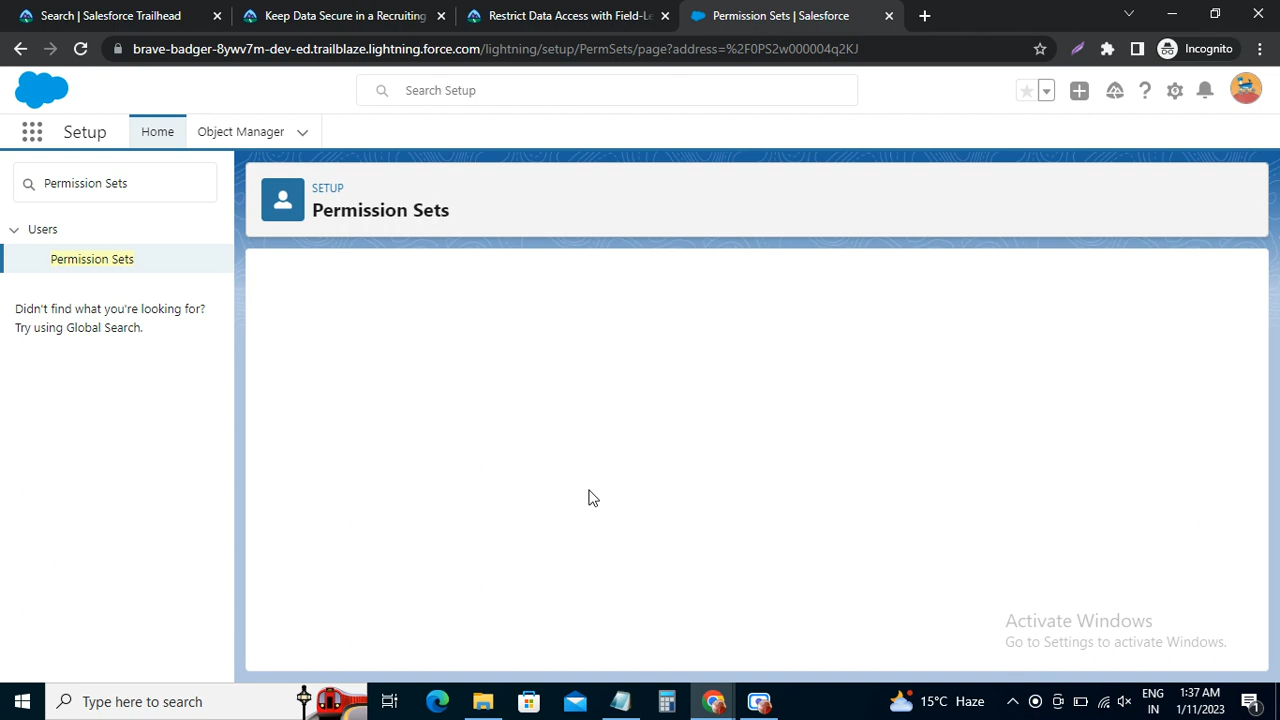 Search | Salesforce Trailhead
Keep Data Secure in a Recruiting
Restrict Data Access with Field-Le
Permission Sets | Salesforce
brave-badger-8ywv7m-dev-ed.trailblaze.lightning.force.com/lightning/setup/PermSets/page?address=%2F0PS2w000004q2KJ
Incognito
Search Setup
Setup
Home
Object Manager
Permission Sets
Users
Permission Sets
Didn't find what you're looking for?
Try using Global Search.
SETUP
Permission Sets
Activate Windows
Go to Settings to activate Windows.
Type here to search
15°C Haze
ENG
IN
1:37 AM
1/11/2023
1